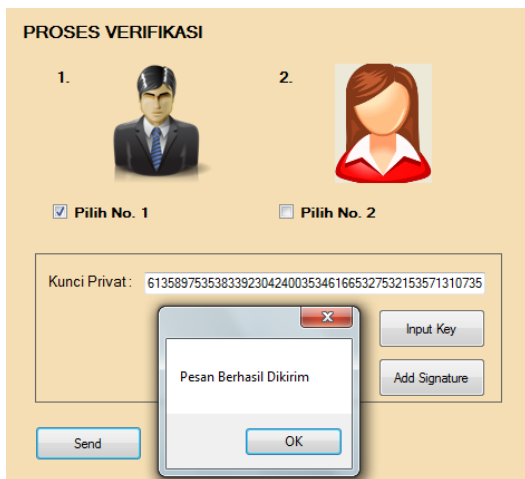 PROSES VERIFIKASI
1.
2.
Pilih No. 1
Pilih No. 2
Kunci Privat : 61358975353833923042400353461665327532153571310735
Input Key
Pesan Berhasil Dikirim
Add Signature
Send
OK